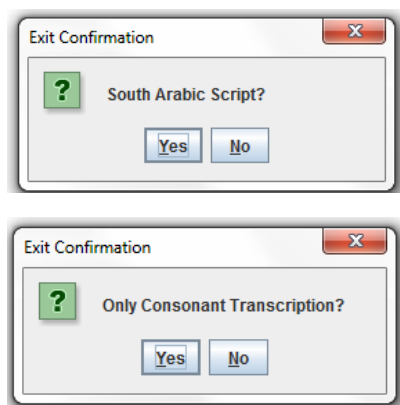 Exit Confirmation
South Arabic Script?
Yes No
Exit Confirmation
Only Consonant Transcription?
Yes No